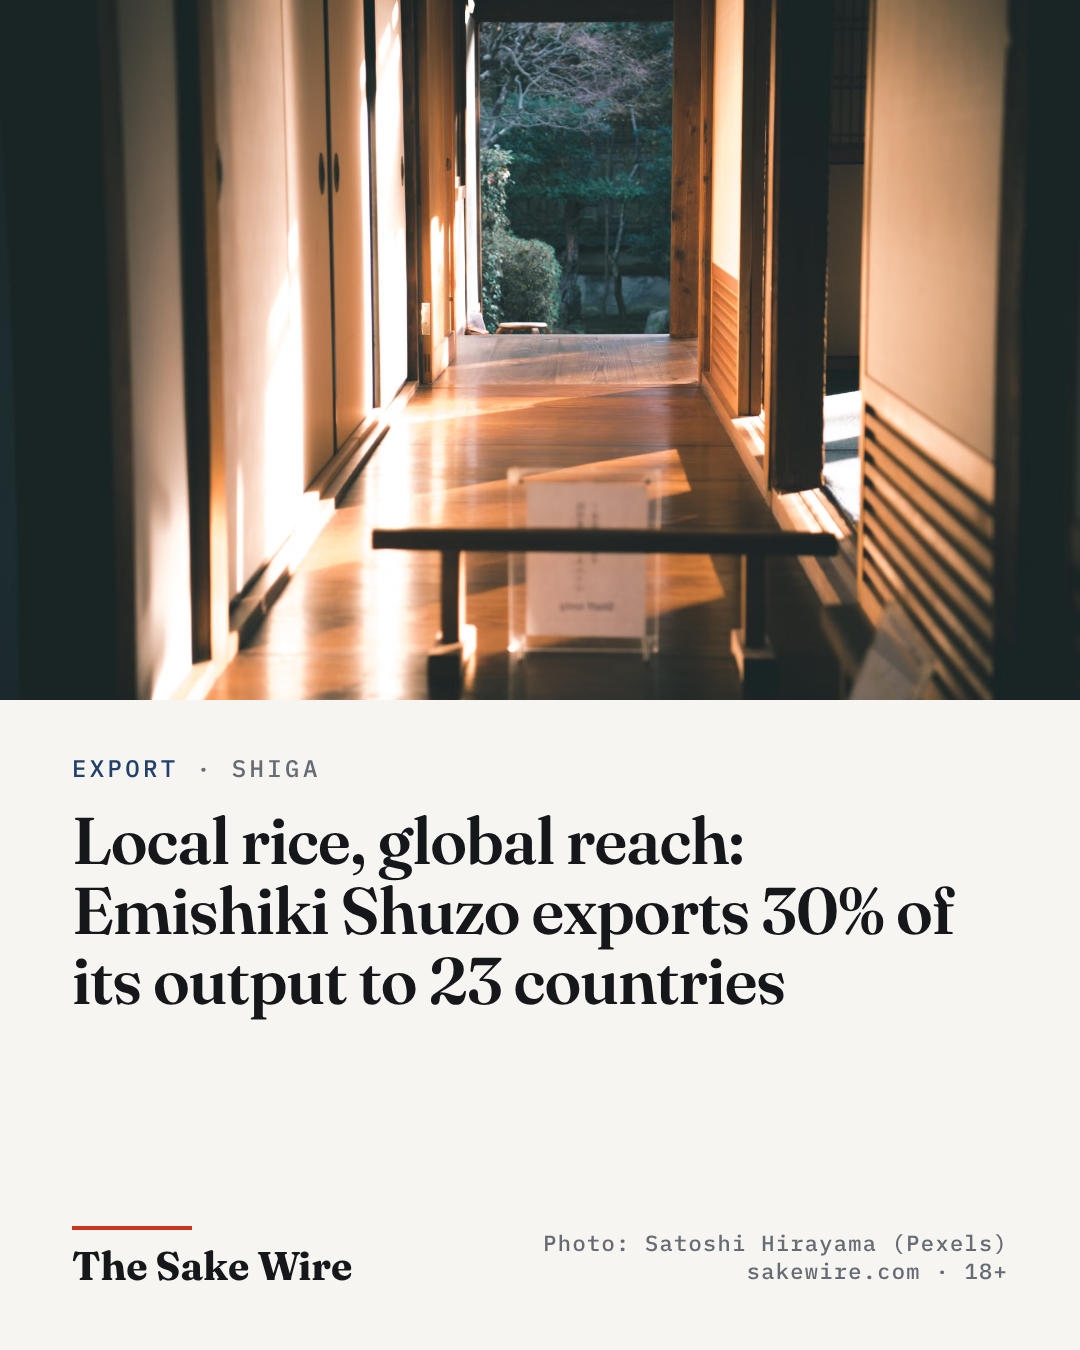 EXPORT · SHIGA
Local rice, global reach:
Emishiki Shuzo exports 30% of
its output to 23 countries
The Sake Wire
Photo: Satoshi Hirayama (Pexels)
sakewire.com · 18+